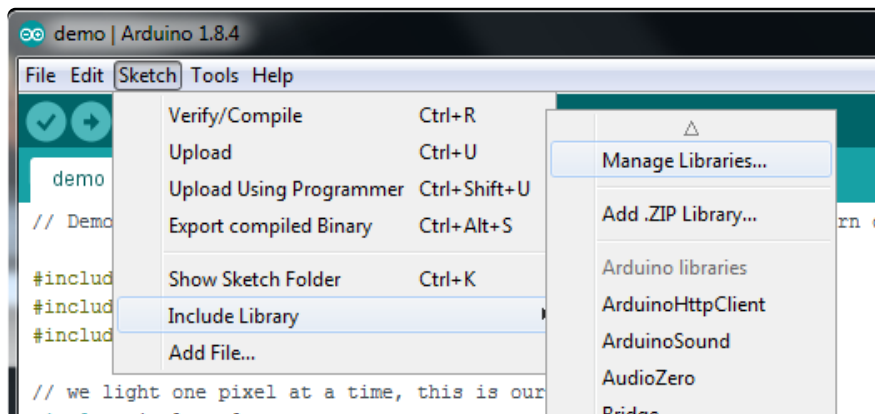 demo | Arduino 1.8.4
File Edit Sketch Tools Help
Verify/Compile Ctrl+R
Upload Ctrl+U
Upload Using Programmer Ctrl+Shift+U
Export compiled Binary Ctrl+Alt+S
Show Sketch Folder Ctrl+K
Include Library
Add File...
Manage Libraries...
Add .ZIP Library...
Arduino libraries
ArduinoHttpClient
ArduinoSound
AudioZero
Bridge
demo
// Demo
rn
#includ
#includ
#includ
// we light one pixel at a time, this is our